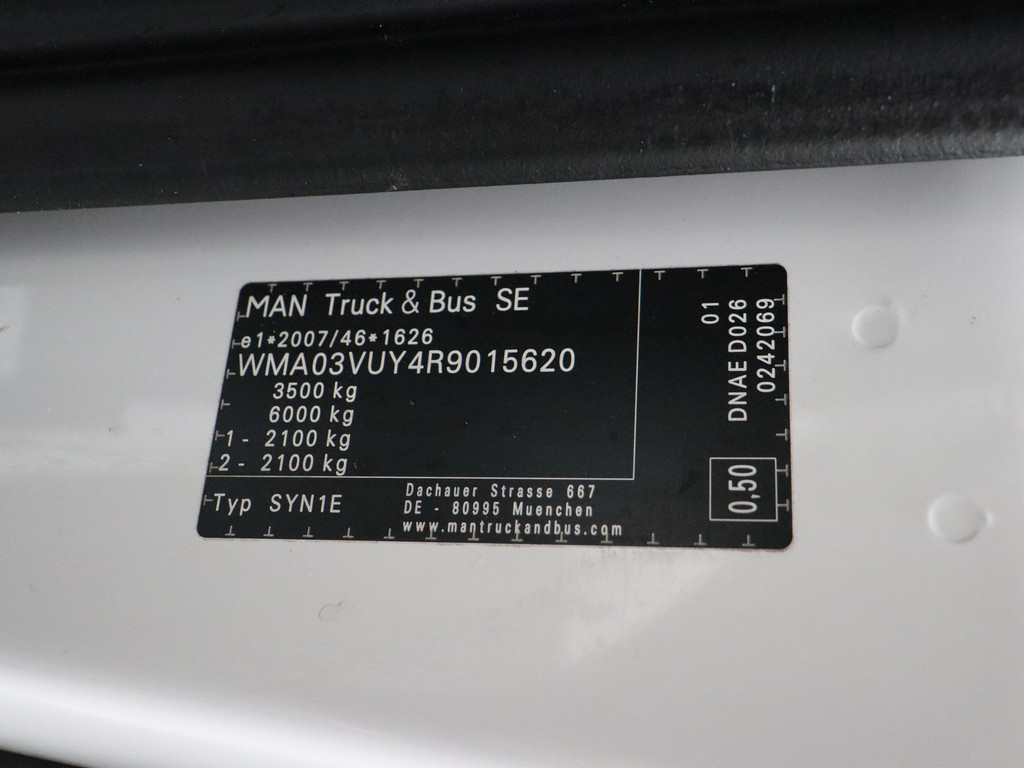 MAN Truck & Bus SE
e1*2007/46*1626
WMA03VUY4R9015620
3500 kg
6000 kg
1 - 2100 kg
2 - 2100 kg
Typ SYN1E
Dachauer Strasse 667
DE - 80995 Muenchen
www.mantruckandbus.com
01
DNAE D026
0242069
0,50